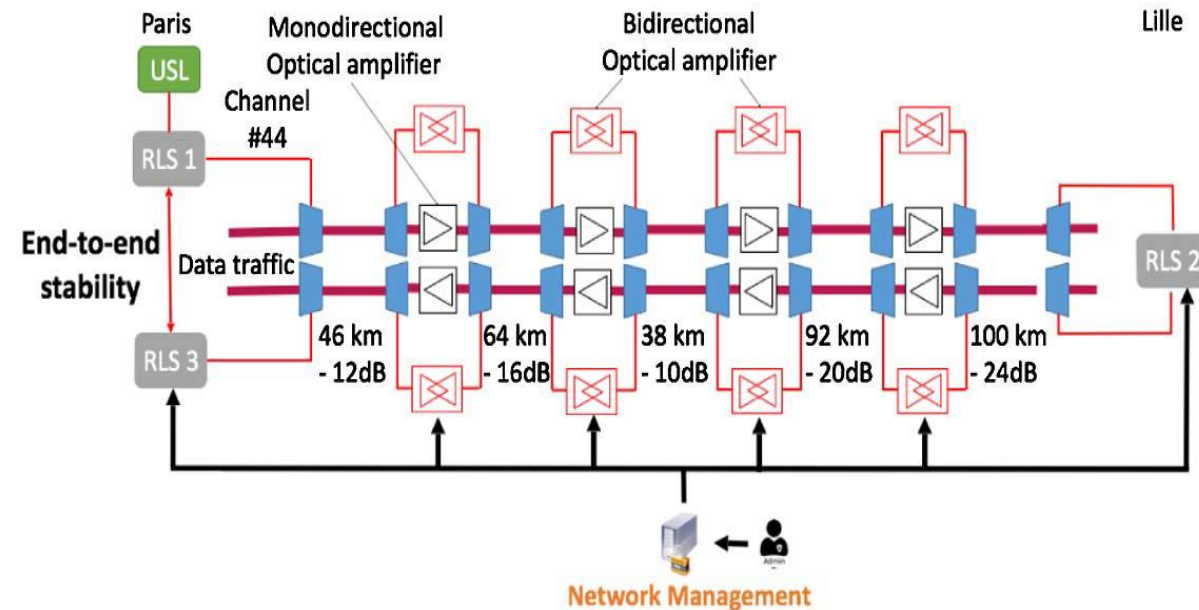 Paris
Lille
USL
Monodirectional
Optical amplifier
Bidirectional
Optical amplifier
Channel
#44
RLS 1
End-to-end
stability
Data traffic
RLS 2
RLS 3
46 km
- 12dB
64 km
- 16dB
38 km
- 10dB
92 km
- 20dB
100 km
- 24dB
Admin
Network Management